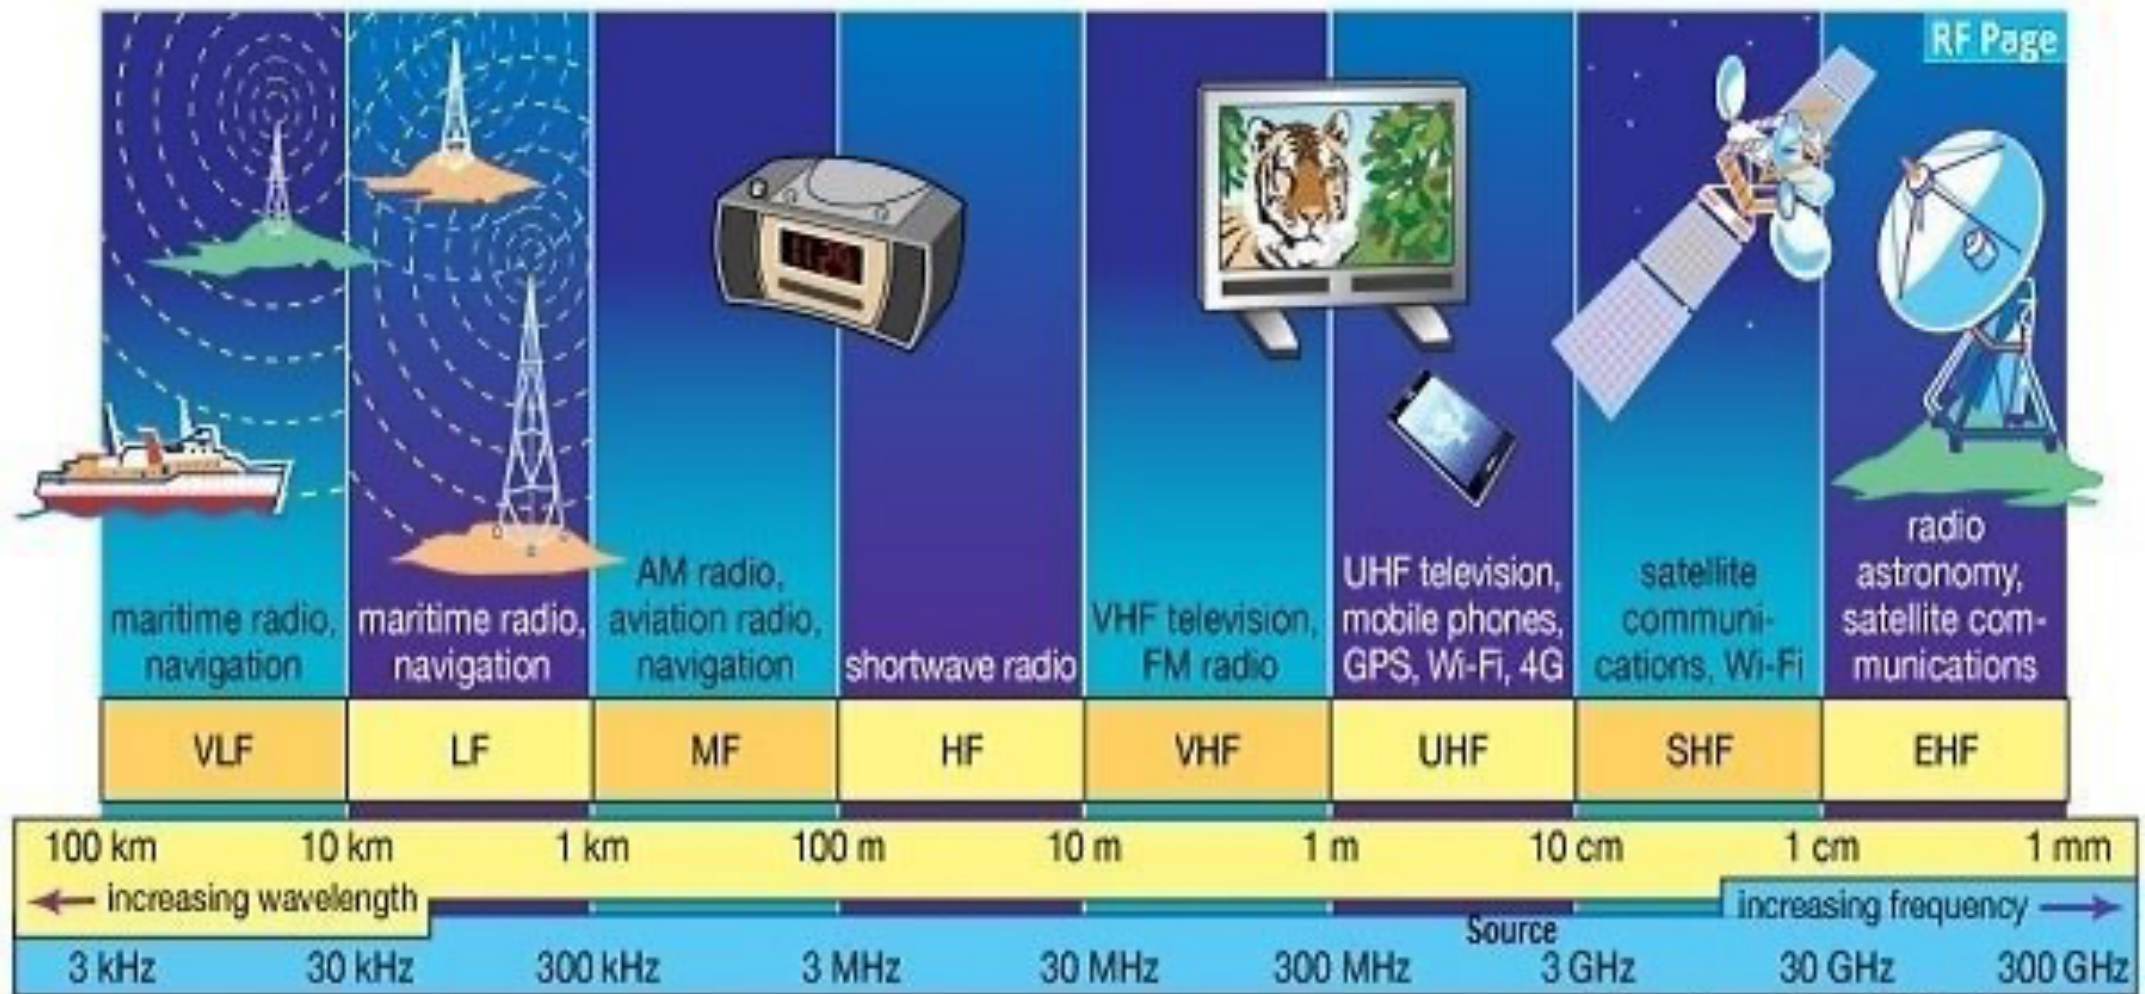 RF Page
11:29
maritime radio,
navigation
maritime radio,
navigation
AM radio,
aviation radio,
navigation
shortwave radio
VHF television,
FM radio
UHF television,
mobile phones,
GPS, Wi-Fi, 4G
satellite
communi-
cations, Wi-Fi
radio
astronomy,
satellite com-
munications
VLF LF MF HF VHF UHF SHF EHF
100 km 10 km 1 km 100 m 10 m 1 m 10 cm 1 cm 1 mm
increasing wavelength
increasing frequency
Source
3 kHz 30 kHz 300 kHz 3 MHz 30 MHz 300 MHz 3 GHz 30 GHz 300 GHz